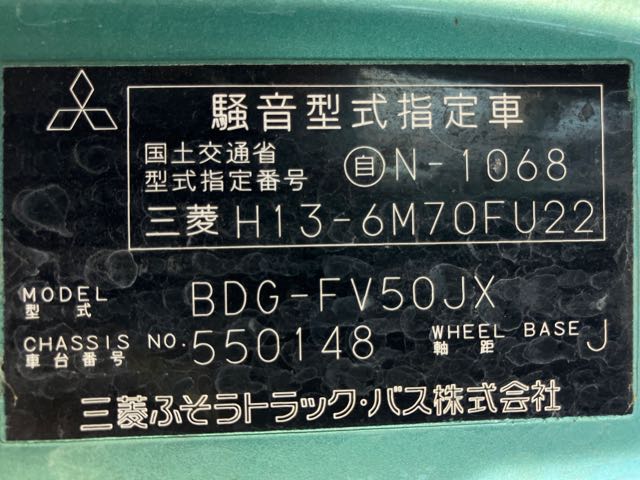 騒音型式指定車
国土交通省
型式指定番号 自N-1068
三菱 H13-6M70FU22
MODEL
型式 BDG-FV50JX
CHASSIS NO. 550148 WHEEL BASE J
車台番号 軸距
三菱ふそうトラック・バス株式会社